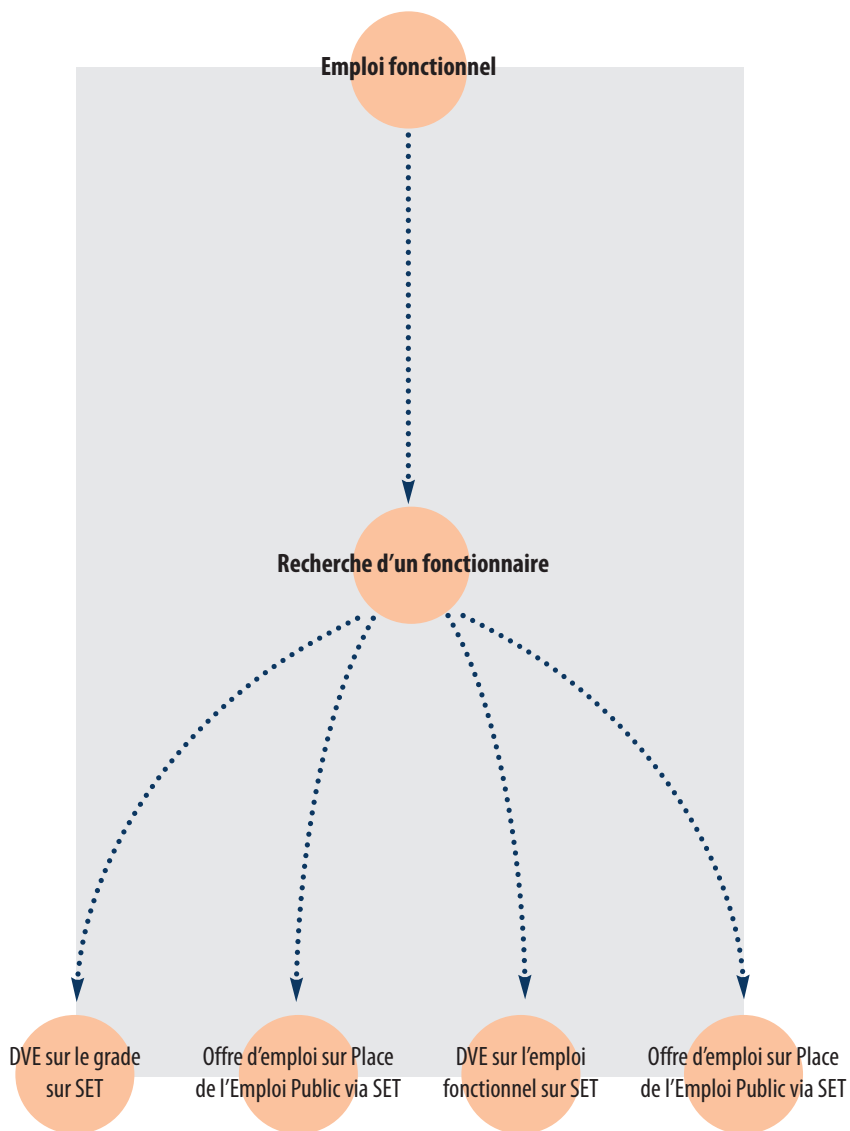 Emploi fonctionnel
Recherche d’un fonctionnaire
DVE sur le grade
sur SET
Offre d’emploi sur Place
de l’Emploi Public via SET
DVE sur l’emploi
fonctionnel sur SET
Offre d’emploi sur Place
de l’Emploi Public via SET